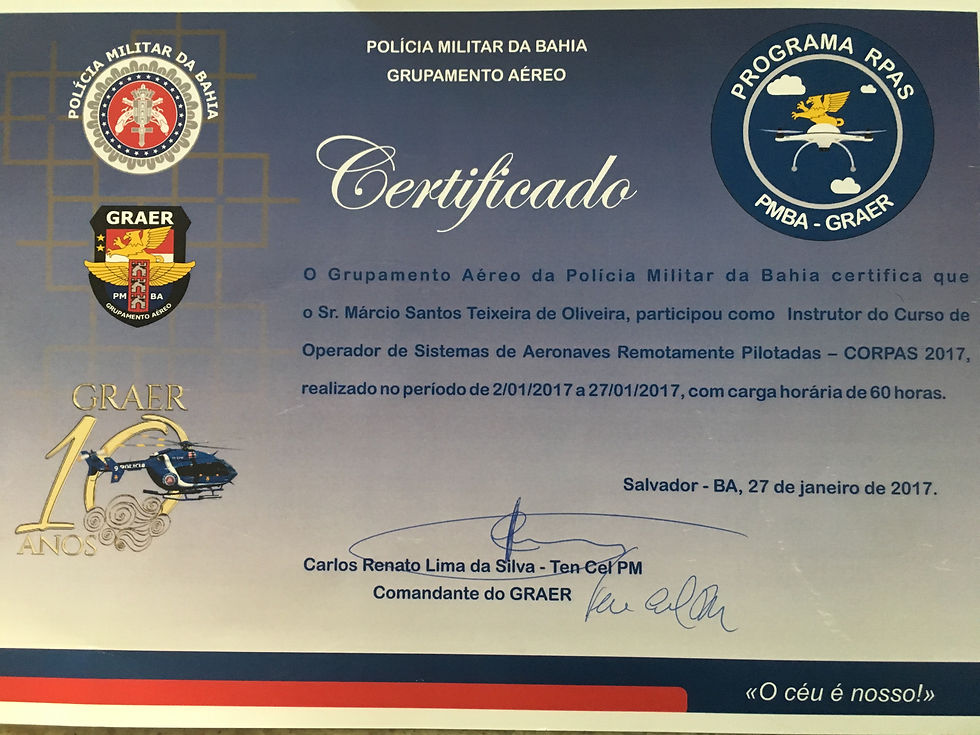 POLÍCIA MILITAR DA BAHIA
GRUPAMENTO AÉREO
POLÍCIA MILITAR DA BAHIA
PROGRAMA RPAS
PMBA - GRAER
Certificado
GRAER
PM BA
GRUPAMENTO AÉREO
O Grupamento Aéreo da Polícia Militar da Bahia certifica que
o Sr. Márcio Santos Teixeira de Oliveira, participou como Instrutor do Curso de
Operador de Sistemas de Aeronaves Remotamente Pilotadas – CORPAS 2017,
realizado no período de 2/01/2017 a 27/01/2017, com carga horária de 60 horas.
GRAER
10
ANOS
POLÍCIA
Salvador - BA, 27 de janeiro de 2017.
Carlos Renato Lima da Silva - Ten Cel PM
Comandante do GRAER
Ten Cel PM
«O céu é nosso!»